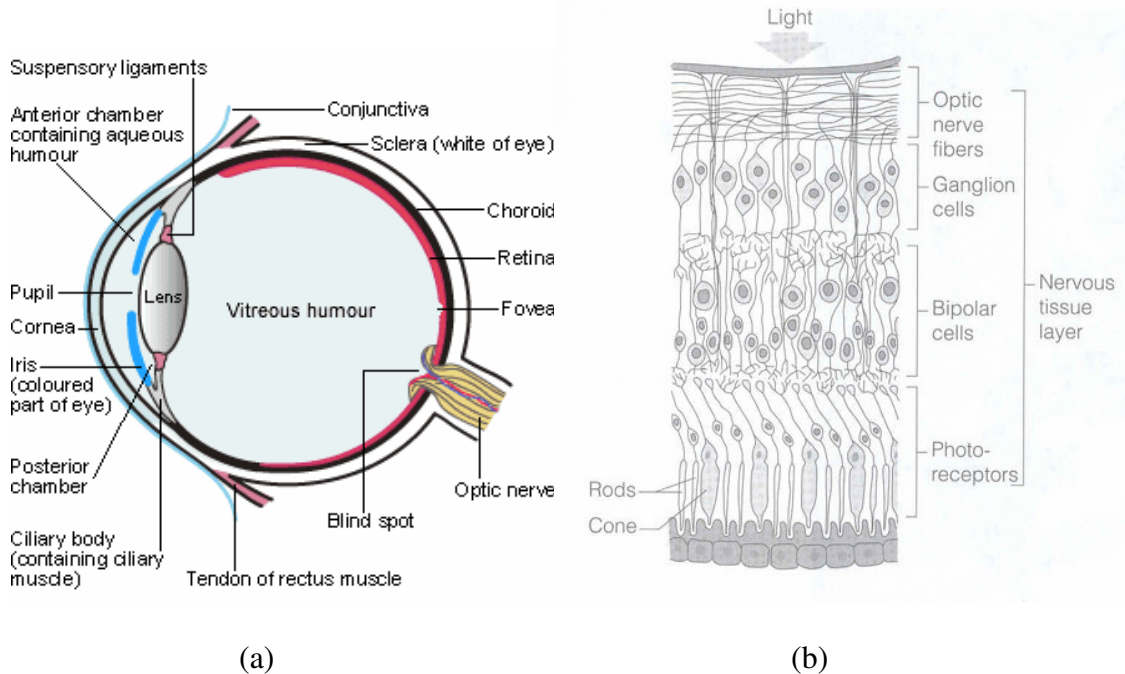 Suspensory ligaments
Anterior chamber
containing aqueous
humour
Pupil
Cornea
Iris
(coloured
part of eye)
Posterior
chamber
Ciliary body
(containing ciliary
muscle)
Lens
Vitreous humour
Conjunctiva
Sclera (white of eye)
Choroid
Retina
Fovea
Optic nerve
Blind spot
Tendon of rectus muscle
(a)
Light
Optic
nerve
fibers
Ganglion
cells
Bipolar
cells
Nervous
tissue
layer
Photo-
receptors
Rods
Cone
(b)